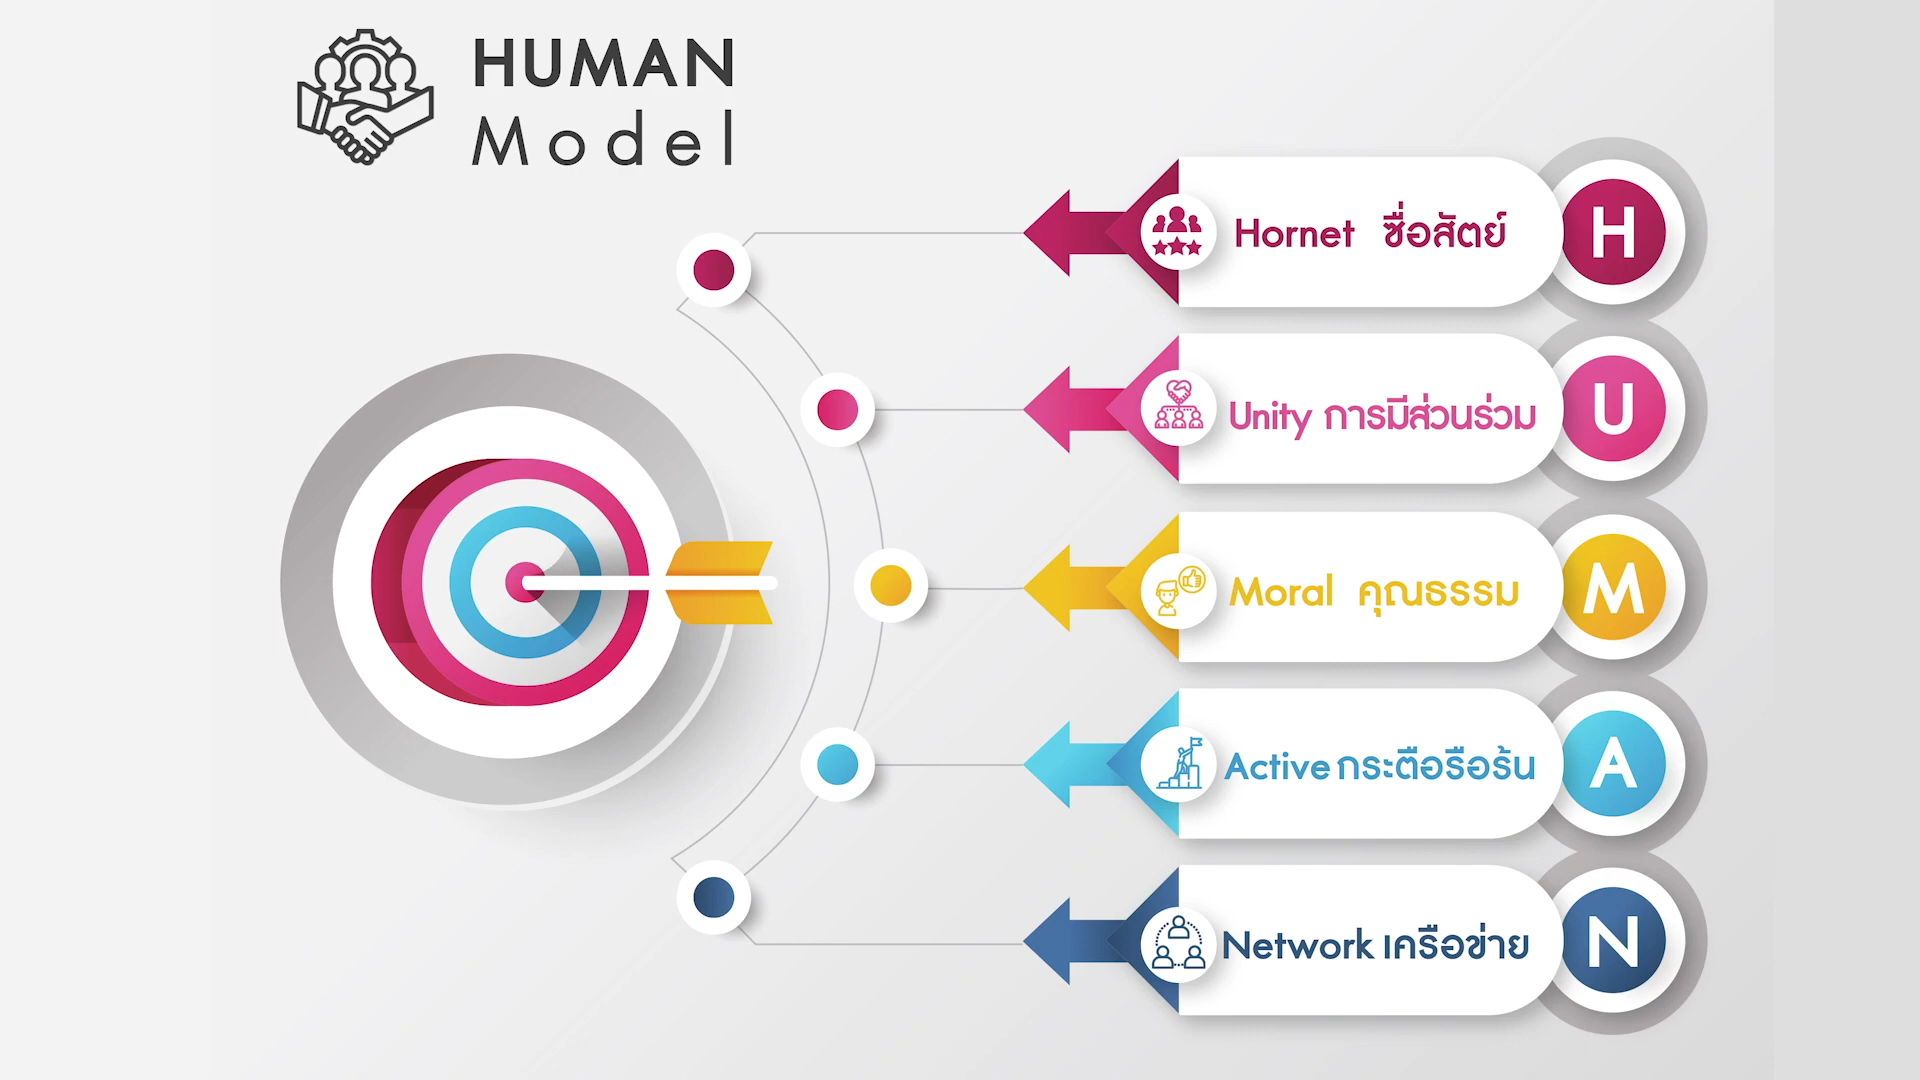 HUMAN
Model
Hornet ซื่อสัตย์
H
Unity การมีส่วนร่วม
U
Moral คุณธรรม
M
Active กระตือรือร้น
A
Network เครือข่าย
N